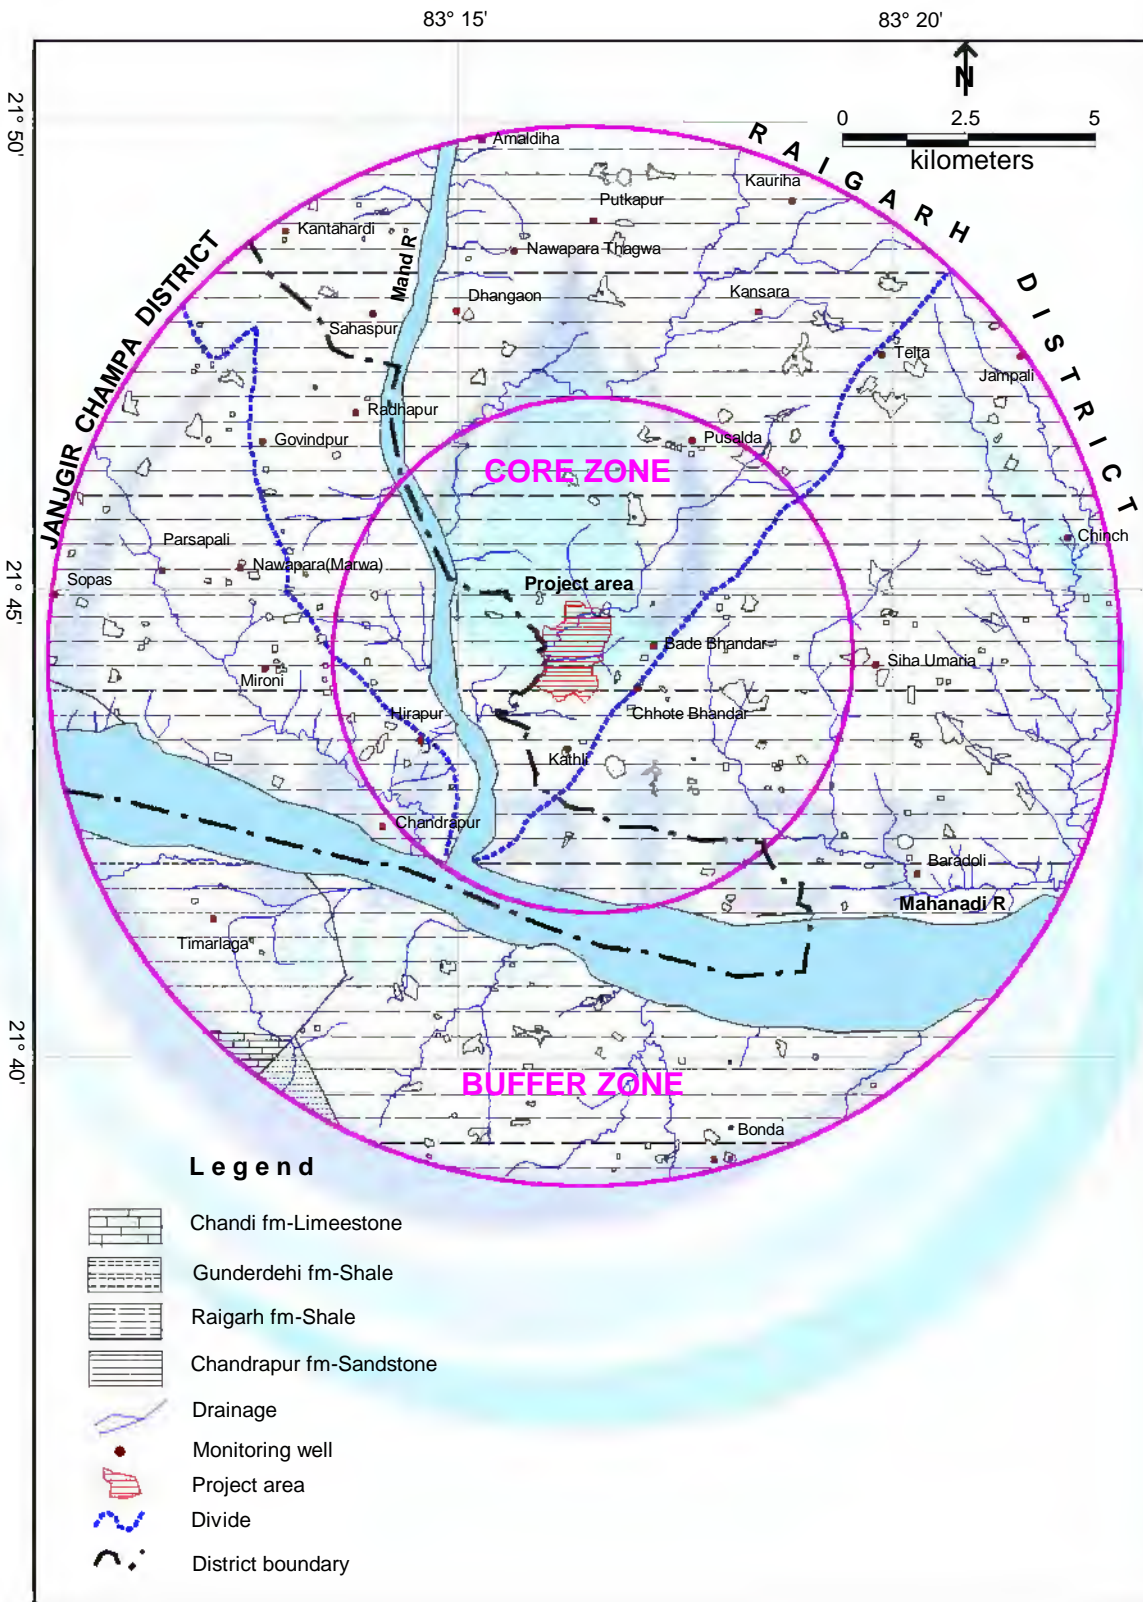 83° 15'
83° 20'
N
21° 50'
0 2.5 5
kilometers
RAIGARH DISTRICT
JANJGIR CHAMPA DISTRICT
Amaldiha
Kauriha
Putkapur
Kantahardi
Nawapara Thagwa
Mand R
Dhangaon
Kansara
Sahaspur
Telta
Jampali
Radhapur
Govindpur
Pusalda
CORE ZONE
Parsapali
Chinch
Nawapara(Marwa)
Sopas
21° 45'
Project area
Bade Bhandar
Siha Umaria
Mironi
Hirapur
Chhote Bhandar
Kathli
Chandrapur
Baradoli
Mahanadi R
Timarlaga
21° 40'
BUFFER ZONE
Bonda
Legend
Chandi fm-Limeestone
Gunderdehi fm-Shale
Raigarh fm-Shale
Chandrapur fm-Sandstone
Drainage
Monitoring well
Project area
Divide
District boundary